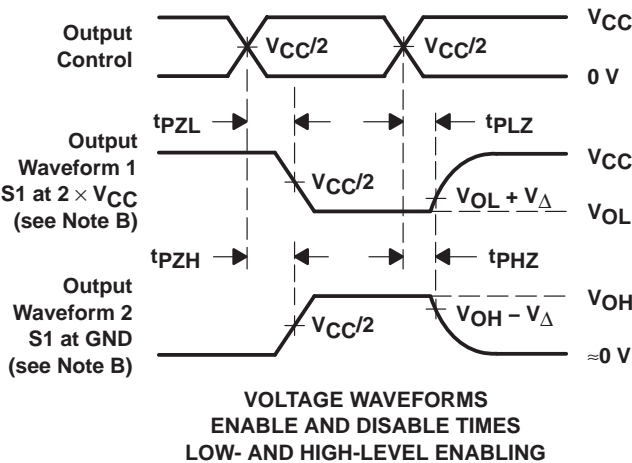 Output
Control
VCC/2
VCC/2
VCC
0 V
tPZL
tPLZ
Output
Waveform 1
S1 at 2 × VCC
(see Note B)
VCC/2
VCC
VOL + VΔ
VOL
tPZH
tPHZ
Output
Waveform 2
S1 at GND
(see Note B)
VCC/2
VOH
VOH − VΔ
≈0 V
VOLTAGE WAVEFORMS
ENABLE AND DISABLE TIMES
LOW- AND HIGH-LEVEL ENABLING